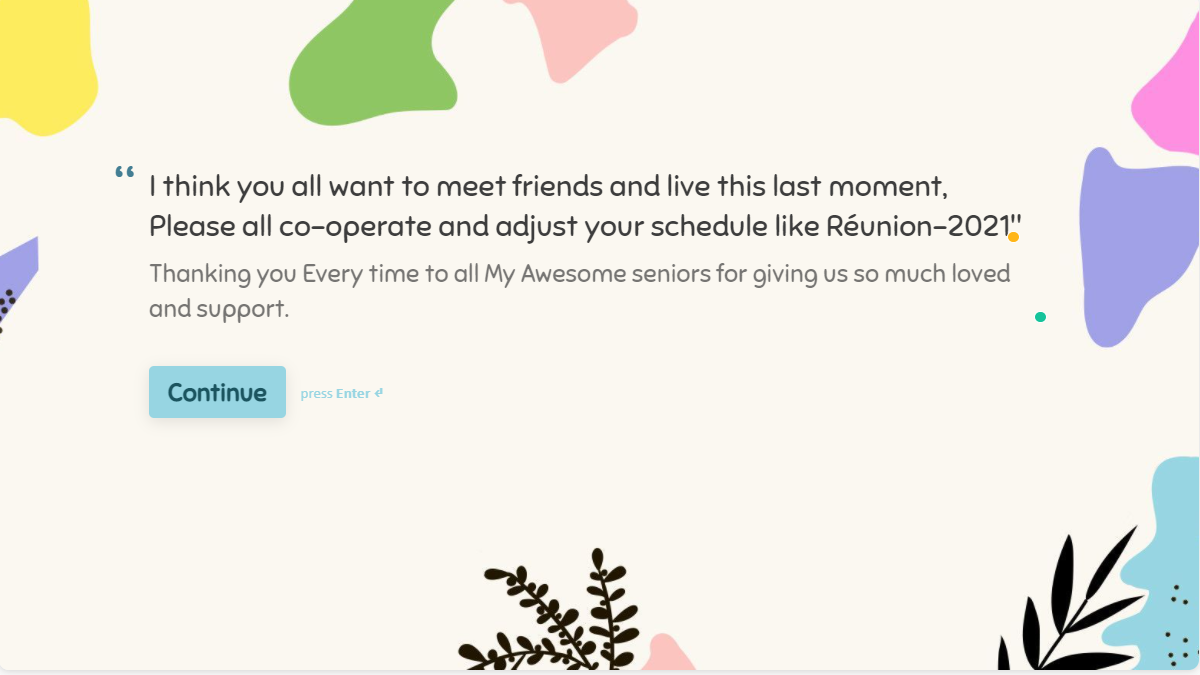 “ I think you all want to meet friends and live this last moment,
Please all co-operate and adjust your schedule like Réunion-2021"
Thanking you Every time to all My Awesome seniors for giving us so much loved
and support.
Continue press Enter ↵